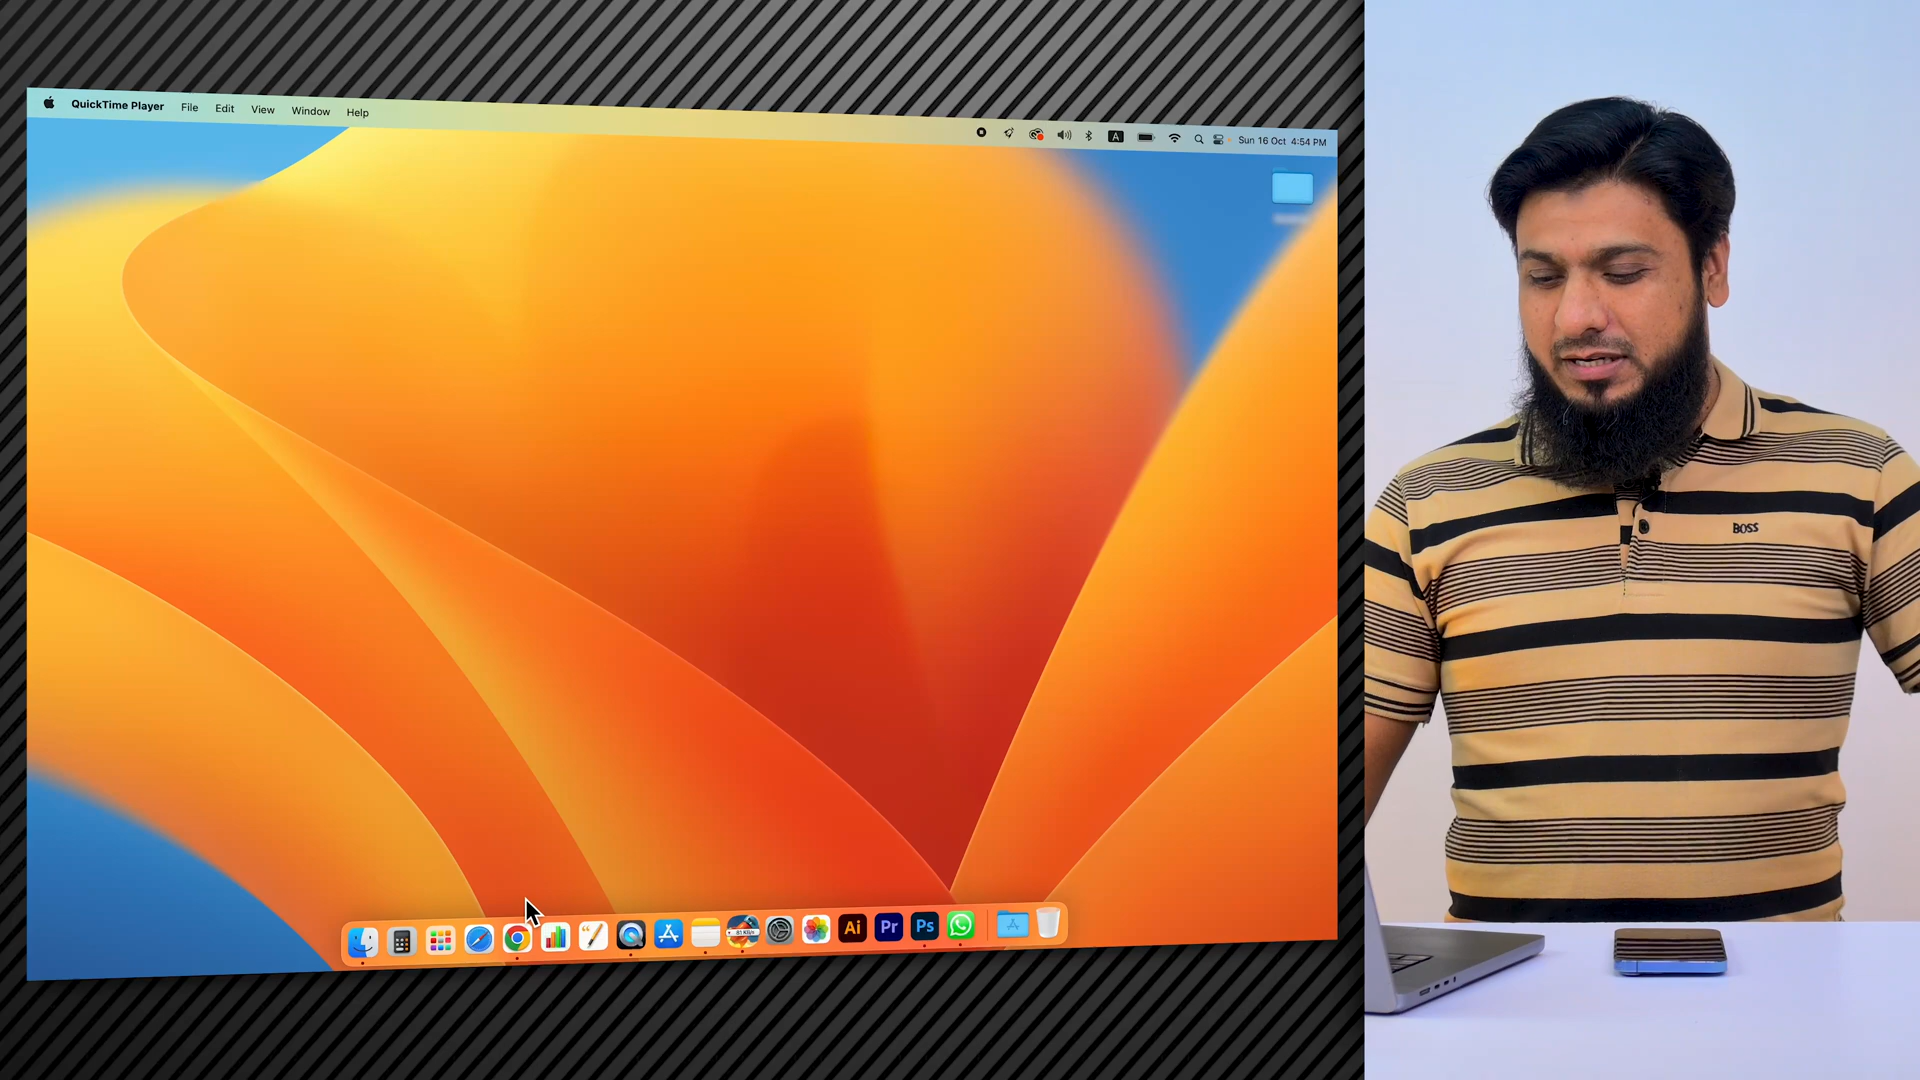 QuickTime Player File Edit View Window Help
A Sun 16 Oct 4:54 PM
BOSS
Ai Pr Ps